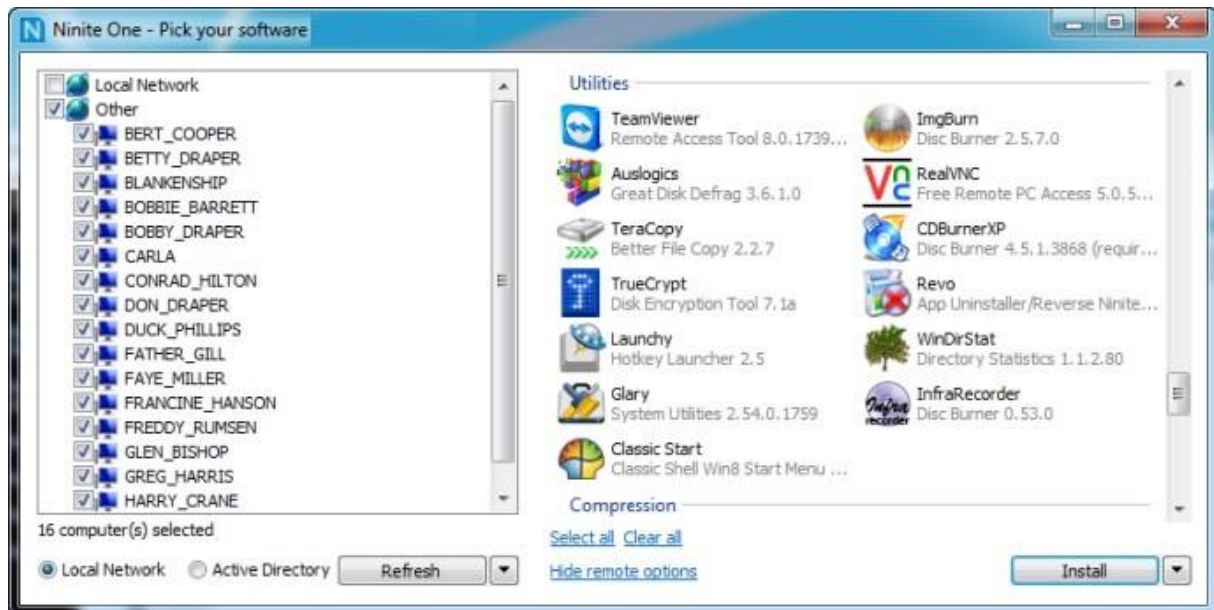 Ninite One - Pick your software
Local Network
Other
BERT_COOPER
BETTY_DRAPER
BLANKENSHIP
BOBBIE_BARRETT
BOBBY_DRAPER
CARLA
CONRAD_HILTON
DON_DRAPER
DUCK_PHILLIPS
FATHER_GILL
FAYE_MILLER
FRANCINE_HANSON
FREDDY_RUMSEN
GLEN_BISHOP
GREG_HARRIS
HARRY_CRANE
16 computer(s) selected
Local Network Active Directory Refresh
Utilities
TeamViewer
Remote Access Tool 8.0.1739...
ImgBurn
Disc Burner 2.5.7.0
Auslogics
Great Disk Defrag 3.6.1.0
RealVNC
Free Remote PC Access 5.0.5...
TeraCopy
Better File Copy 2.2.7
CDBurnerXP
Disc Burner 4.5.1.3868 (requir...
TrueCrypt
Disk Encryption Tool 7.1a
Revo
App Uninstaller/Reverse Ninite...
Launchy
Hotkey Launcher 2.5
WinDirStat
Directory Statistics 1.1.2.80
Glary
System Utilities 2.54.0.1759
Infra recorder
InfraRecorder
Disc Burner 0.53.0
Classic Start
Classic Shell Win8 Start Menu ...
Compression
Select all Clear all
Hide remote options
Install